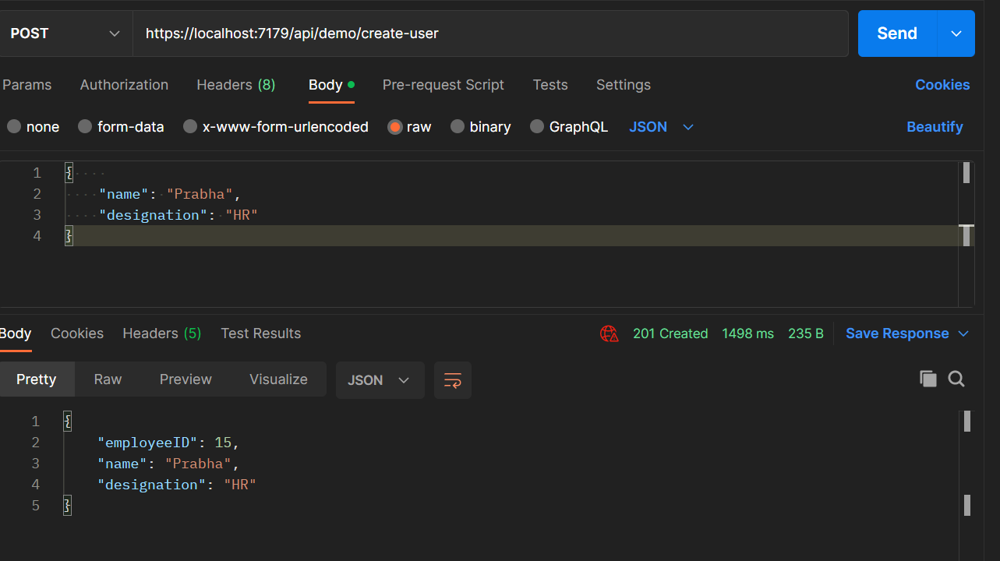 POST https://localhost:7179/api/demo/create-user Send
Params Authorization Headers (8) Body Pre-request Script Tests Settings Cookies
none form-data x-www-form-urlencoded raw binary GraphQL JSON Beautify
1 {
2 "name": "Prabha",
3 "designation": "HR"
4 }
Body Cookies Headers (5) Test Results 201 Created 1498 ms 235 B Save Response
Pretty Raw Preview Visualize JSON
1 {
2 "employeeID": 15,
3 "name": "Prabha",
4 "designation": "HR"
5 }